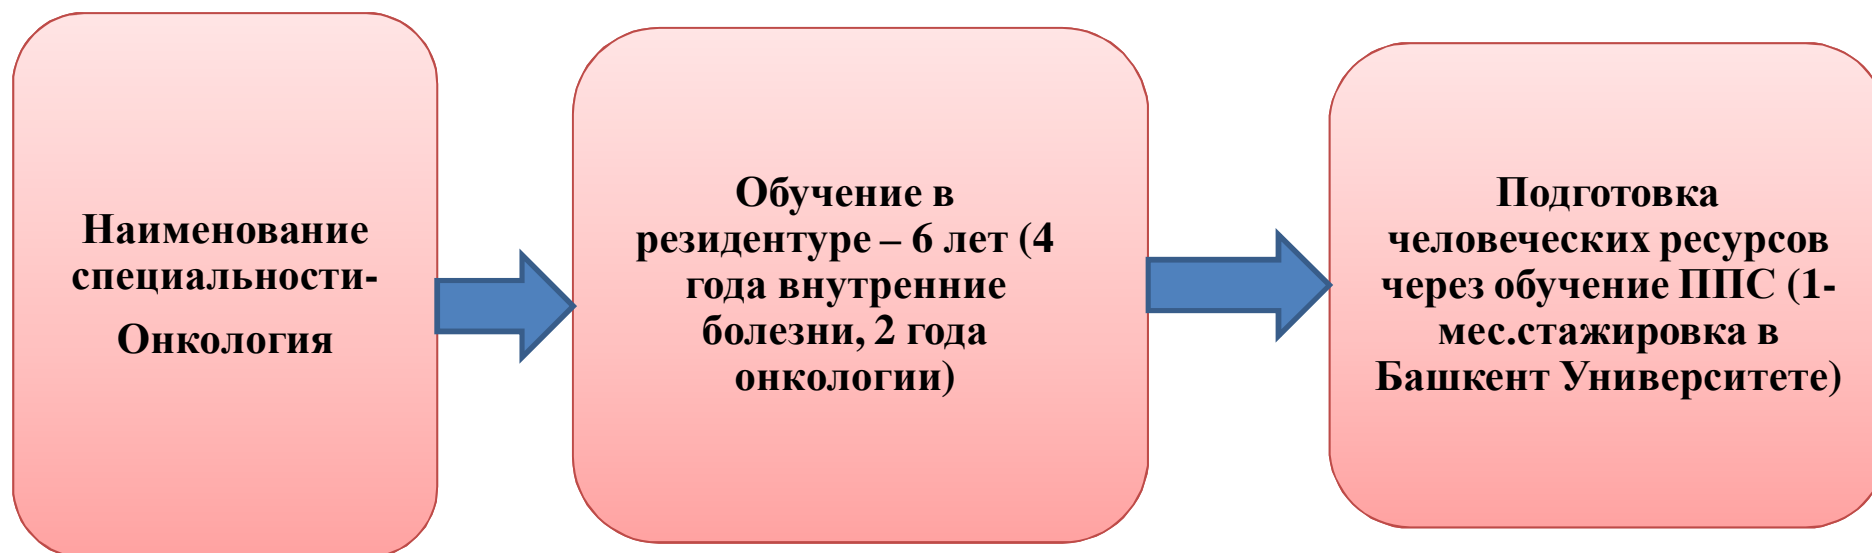 Наименование
специальности-
Онкология
Обучение в
резидентуре – 6 лет (4
года внутренние
болезни, 2 года
онкологии)
Подготовка
человеческих ресурсов
через обучение ППС (1-
мес.стажировка в
Башкент Университете)